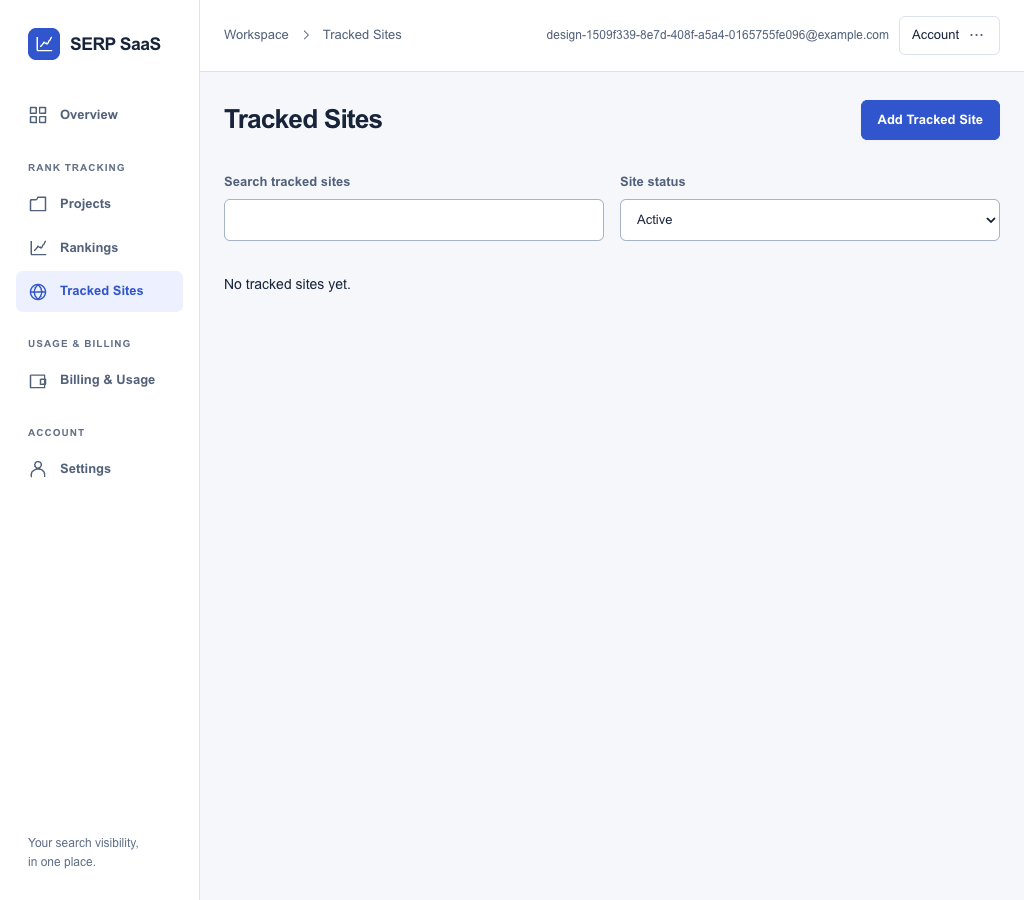 SERP SaaS
Overview
RANK TRACKING
Projects
Rankings
Tracked Sites
USAGE & BILLING
Billing & Usage
ACCOUNT
Settings
Your search visibility,
in one place.
Workspace > Tracked Sites
design-1509f339-8e7d-408f-a5a4-0165755fe096@example.com
Account ···
Tracked Sites
Add Tracked Site
Search tracked sites
Site status
Active
No tracked sites yet.